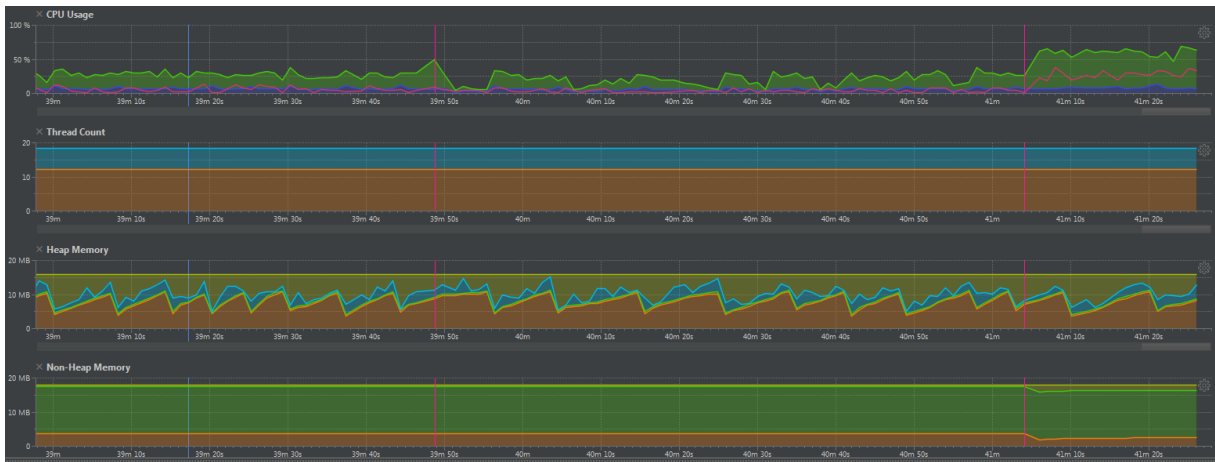 × CPU Usage
100 %
50 %
0
39m 39m 10s 39m 20s 39m 30s 39m 40s 39m 50s 40m 40m 10s 40m 20s 40m 30s 40m 40s 40m 50s 41m 41m 10s 41m 20s
× Thread Count
20
10
0
39m 39m 10s 39m 20s 39m 30s 39m 40s 39m 50s 40m 40m 10s 40m 20s 40m 30s 40m 40s 40m 50s 41m 41m 10s 41m 20s
× Heap Memory
20 MB
10 MB
0
39m 39m 10s 39m 20s 39m 30s 39m 40s 39m 50s 40m 40m 10s 40m 20s 40m 30s 40m 40s 40m 50s 41m 41m 10s 41m 20s
× Non-Heap Memory
20 MB
10 MB
0
39m 39m 10s 39m 20s 39m 30s 39m 40s 39m 50s 40m 40m 10s 40m 20s 40m 30s 40m 40s 40m 50s 41m 41m 10s 41m 20s